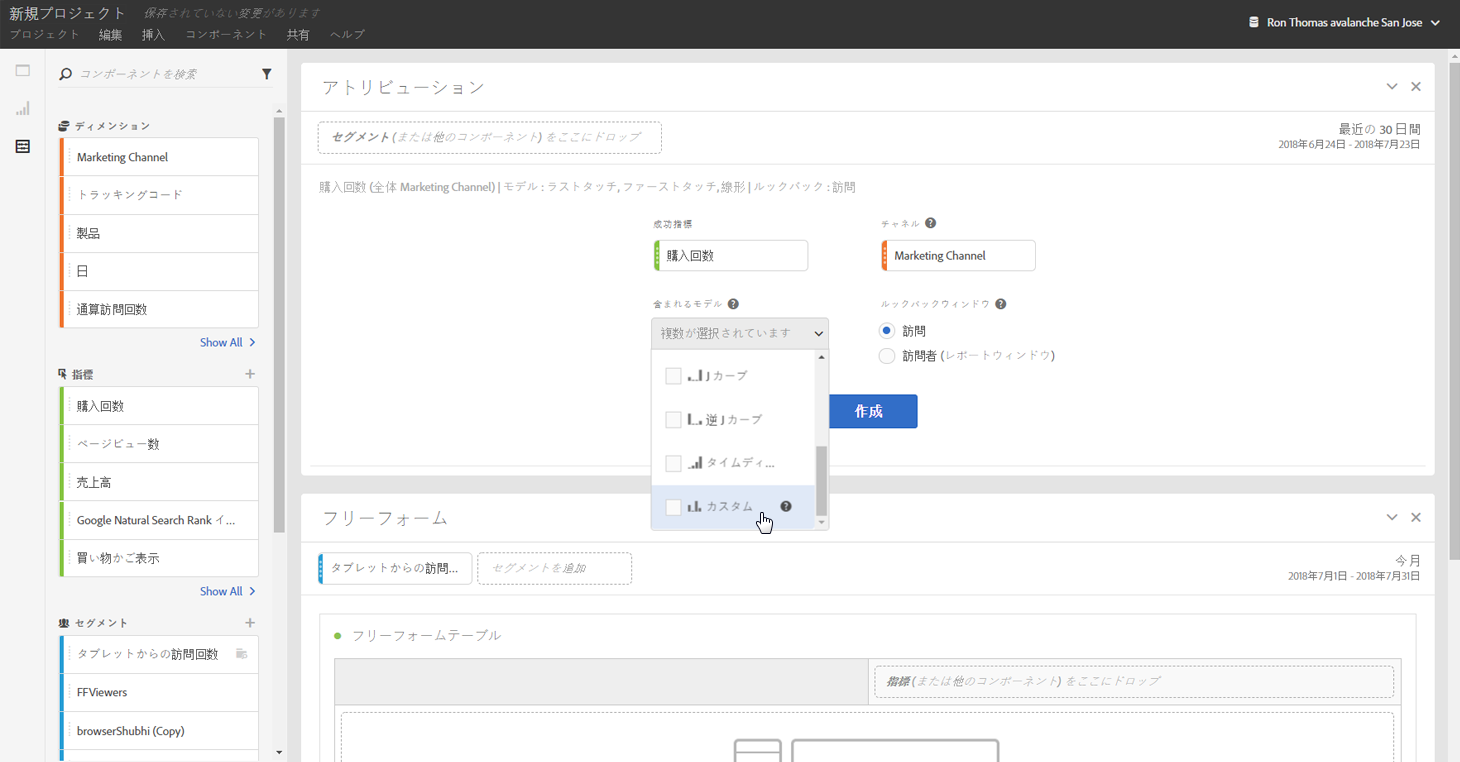 新規プロジェクト 保存されていない変更があります
プロジェクト 編集 挿入 コンポーネント 共有 ヘルプ
Ron Thomas avalanche San Jose
コンポーネントを検索
ディメンション
Marketing Channel
トラッキングコード
製品
日
通算訪問回数
Show All
指標
購入回数
ページビュー数
売上高
Google Natural Search Rank イ...
買い物かご表示
Show All
セグメント
タブレットからの訪問回数
FFViewers
browserShubhi (Copy)
アトリビューション
セグメント (または他のコンポーネント) をここにドロップ
最近の 30 日間
2018年6月24日 - 2018年7月23日
購入回数 (全体 Marketing Channel) | モデル : ラストタッチ, ファーストタッチ, 線形 | ルックバック : 訪問
成功指標
購入回数
チャネル
Marketing Channel
含まれるモデル
複数が選択されています
J カーブ
逆 J カーブ
タイムディ...
カスタム
ルックバックウィンドウ
訪問
訪問者 (レポートウィンドウ)
作成
フリーフォーム
タブレットからの訪問...
セグメントを追加
今月
2018年7月1日 - 2018年7月31日
フリーフォームテーブル
指標 (または他のコンポーネント) をここにドロップ